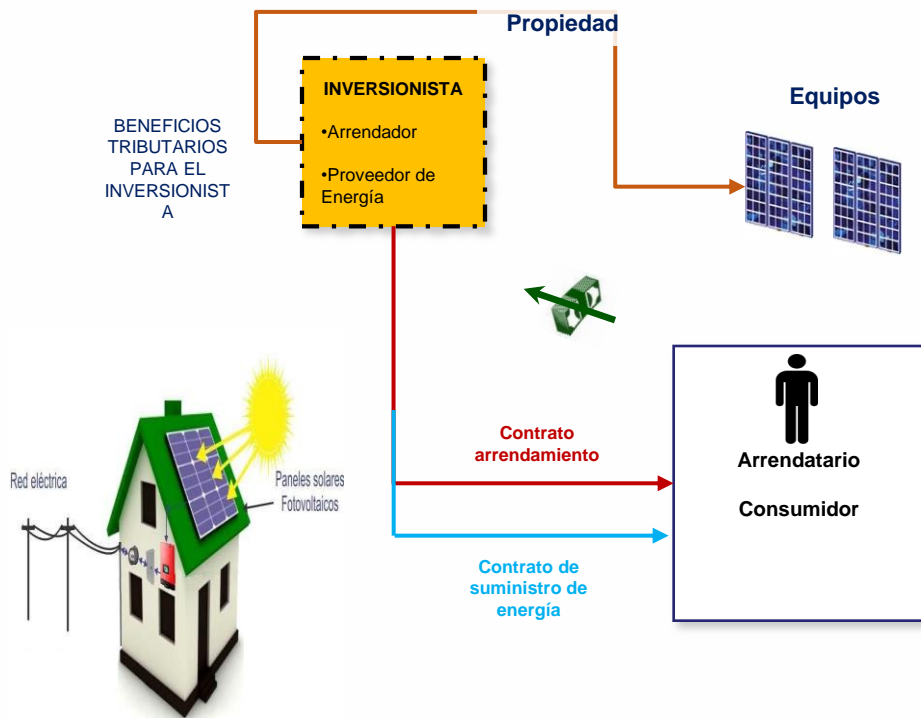 Propiedad
INVERSIONISTA
•Arrendador
•Proveedor de
Energía
Equipos
BENEFICIOS
TRIBUTARIOS
PARA EL
INVERSIONIST
A
Contrato
arrendamiento
Arrendatario
Consumidor
Contrato de
suministro de
energía
Red eléctrica
Paneles solares
Fotovoltaicos